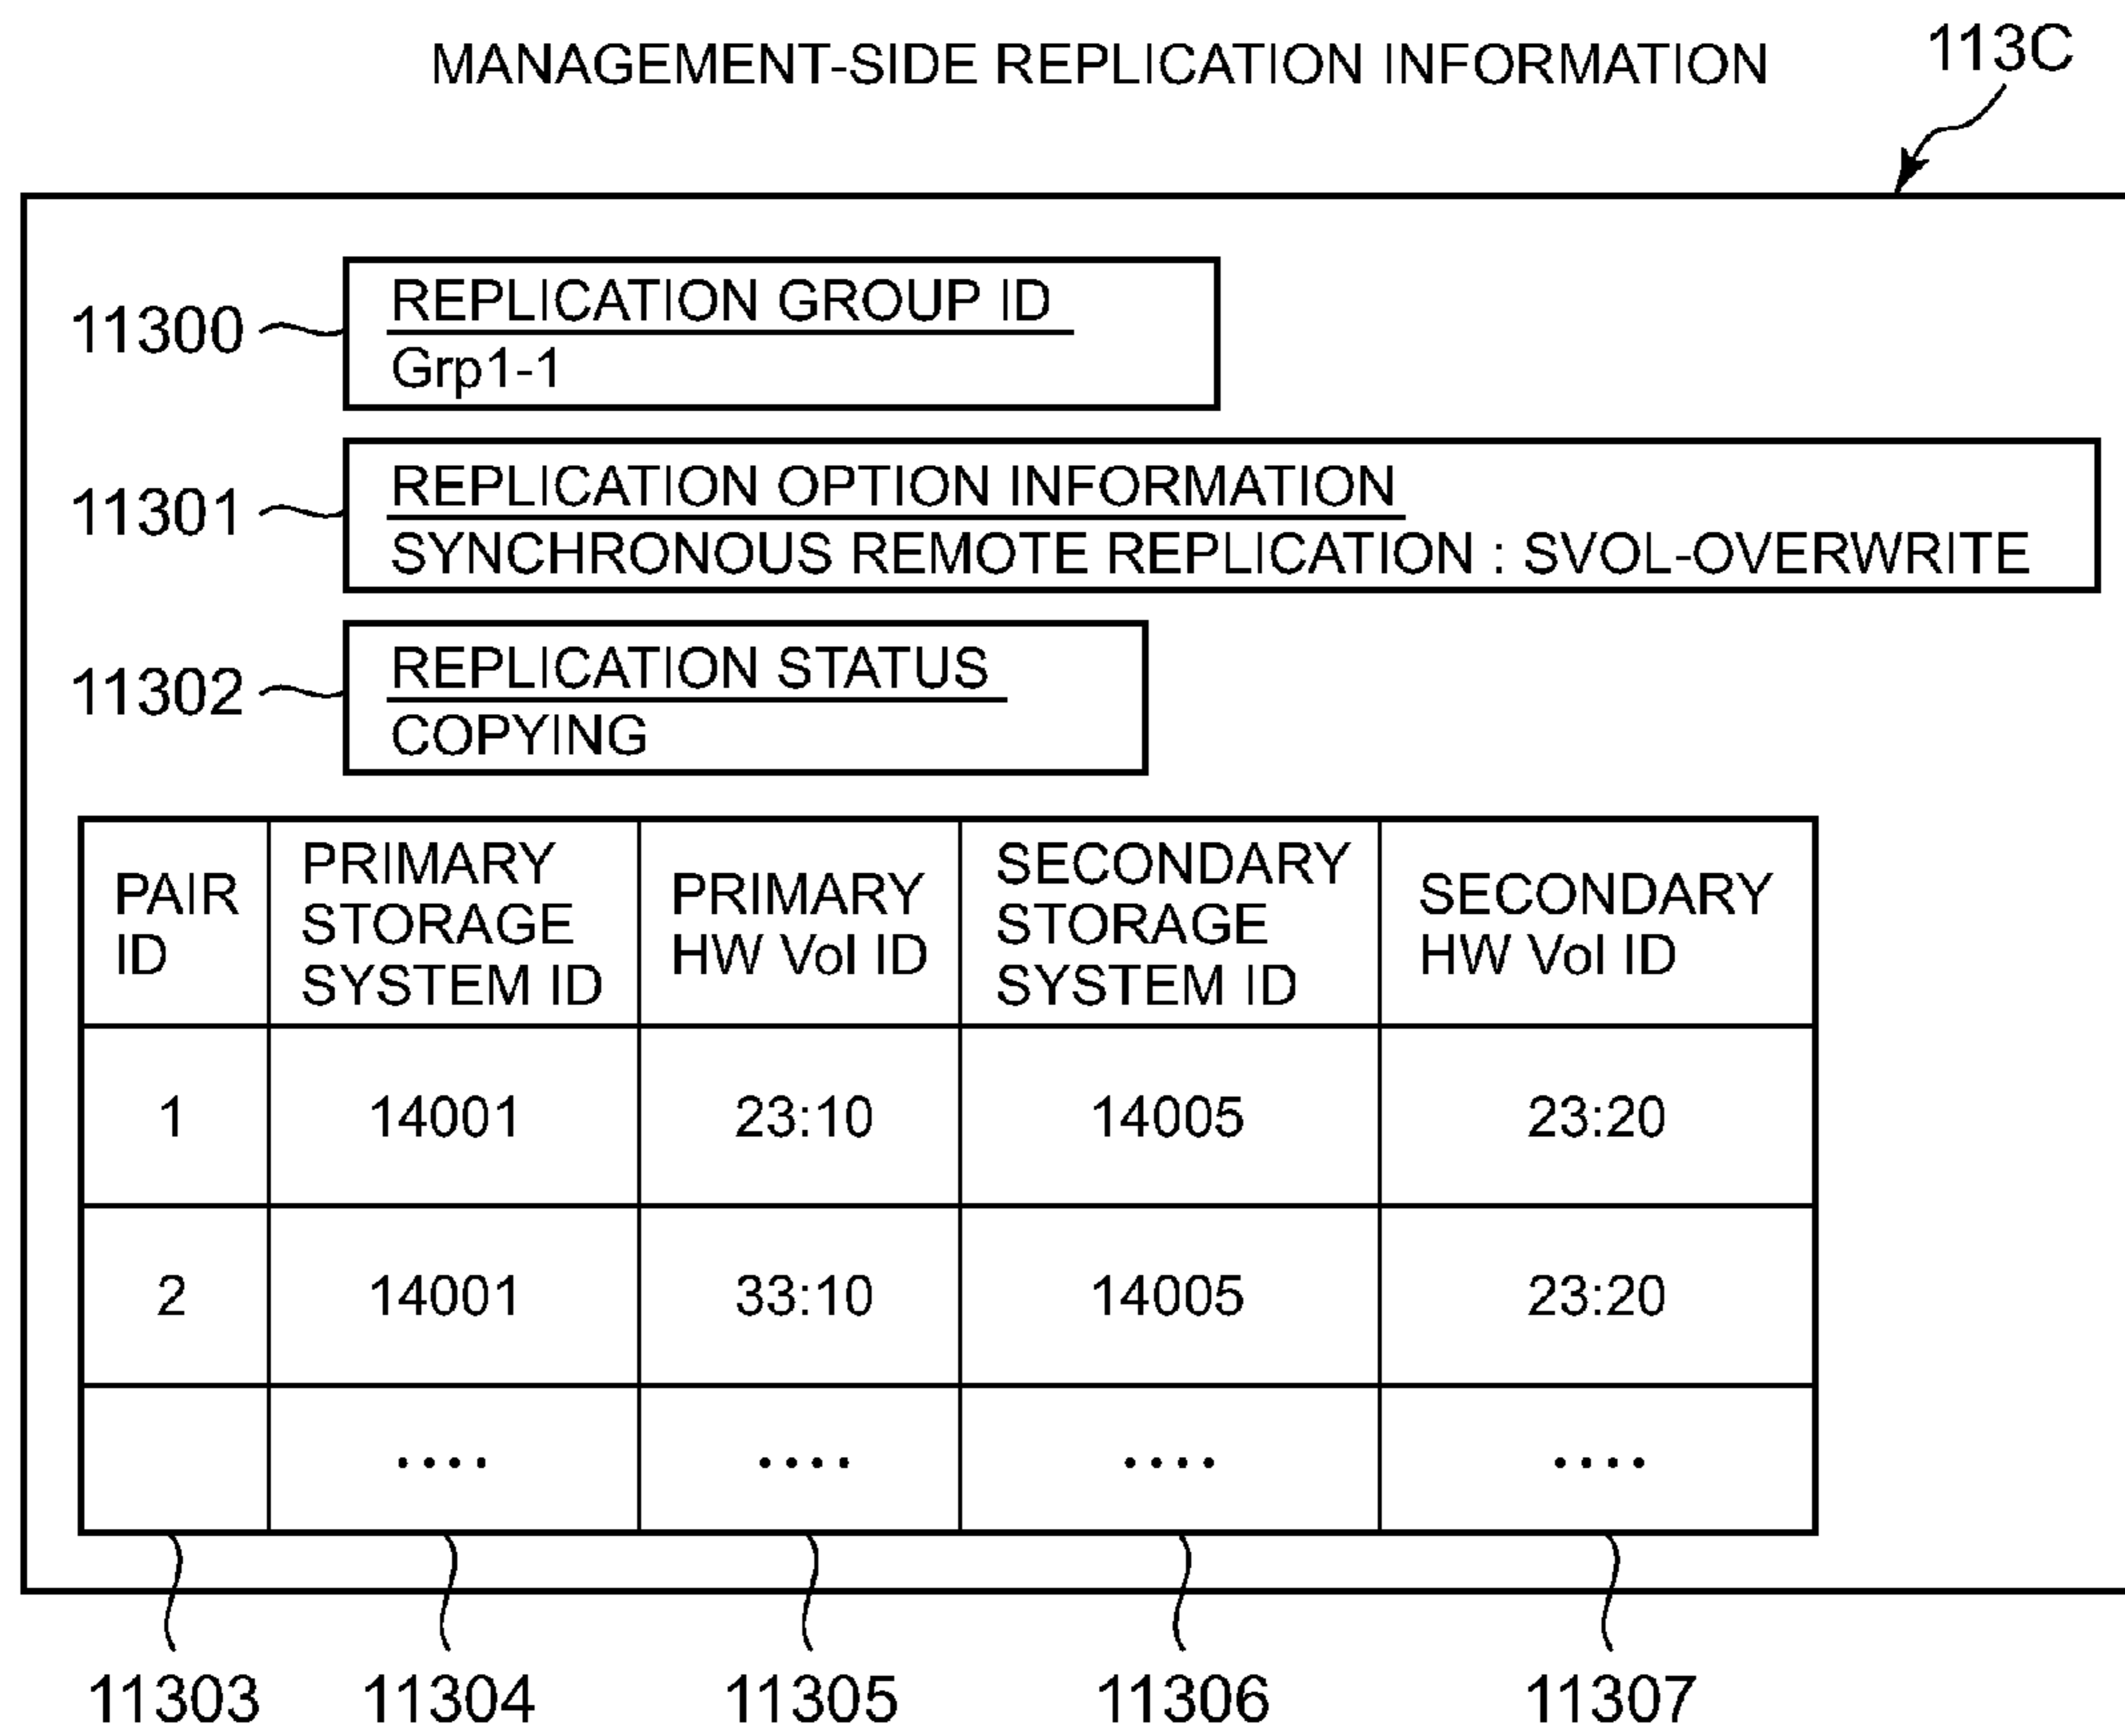 MANAGEMENT-SIDE REPLICATION INFORMATION
113C
11300
REPLICATION GROUP ID
Grp1-1
11301
REPLICATION OPTION INFORMATION
SYNCHRONOUS REMOTE REPLICATION : SVOL-OVERWRITE
11302
REPLICATION STATUS
COPYING
PAIR ID PRIMARY STORAGE SYSTEM ID PRIMARY HW Vol ID SECONDARY STORAGE SYSTEM ID SECONDARY HW Vol ID
1 14001 23:10 14005 23:20
2 14001 33:10 14005 23:20
.... .... .... ....
11303 11304 11305 11306 11307